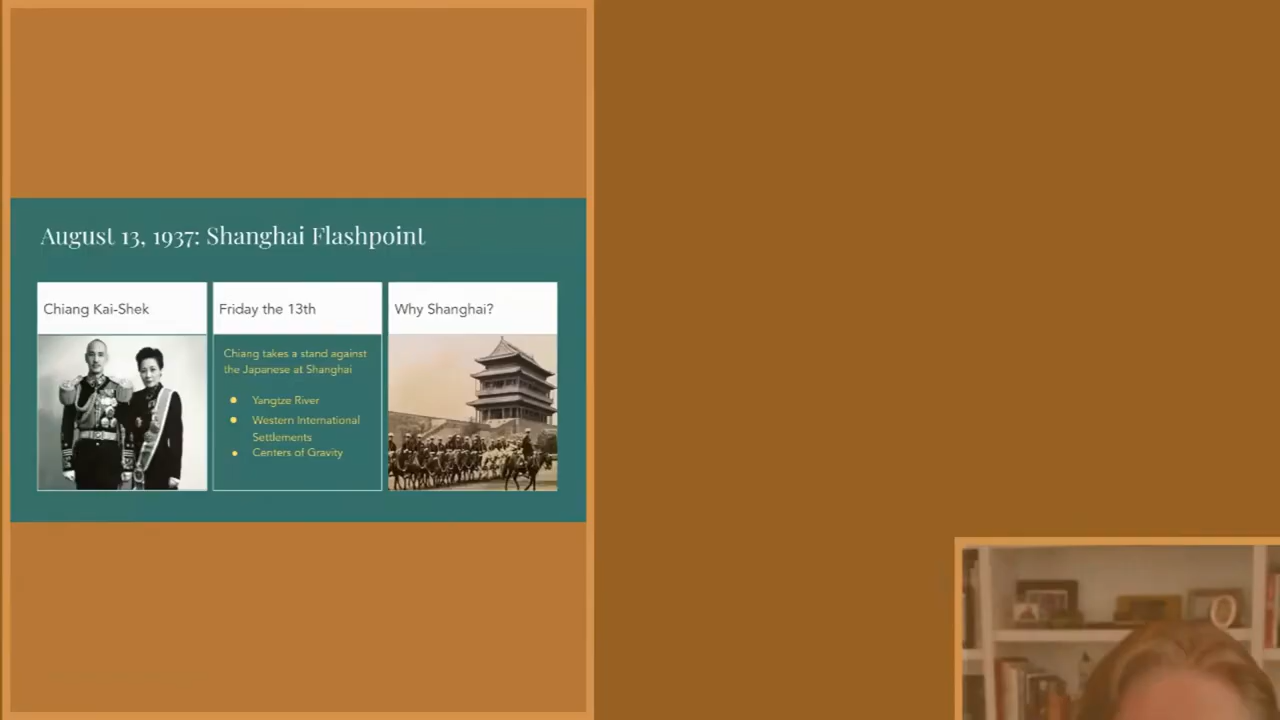 August 13, 1937: Shanghai Flashpoint
Chiang Kai-Shek
Friday the 13th
Why Shanghai?
Chiang takes a stand against
the Japanese at Shanghai
● Yangtze River
● Western International
Settlements
● Centers of Gravity